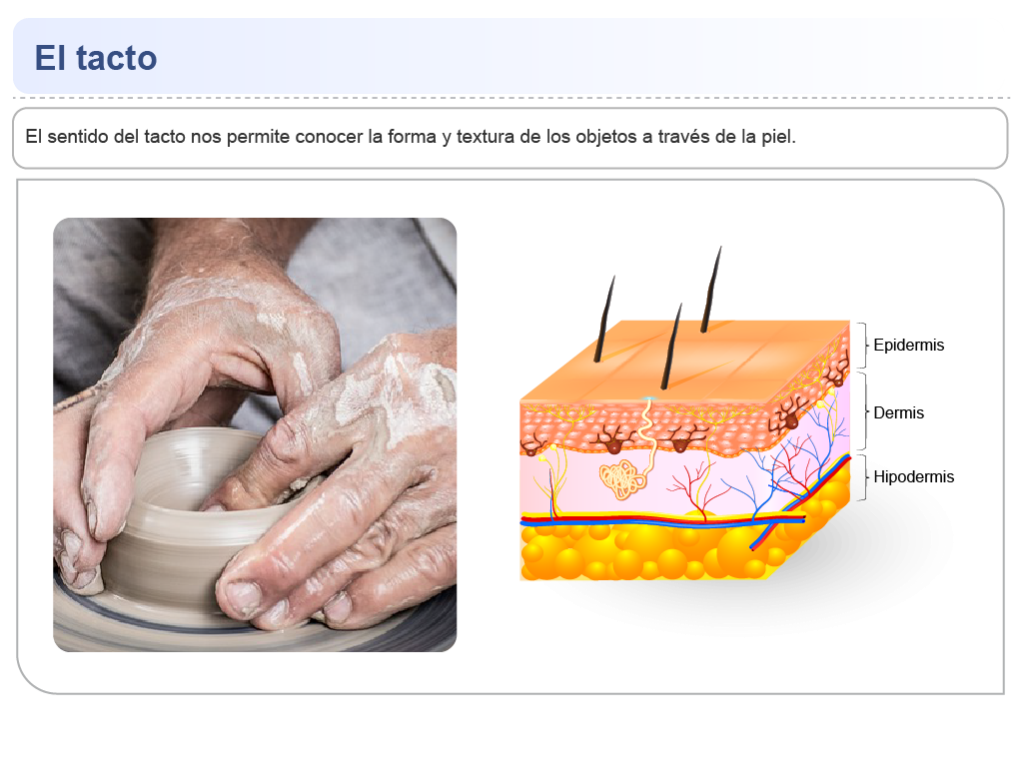 El tacto
El sentido del tacto nos permite conocer la forma y textura de los objetos a través de la piel.
Epidermis
Dermis
Hipodermis